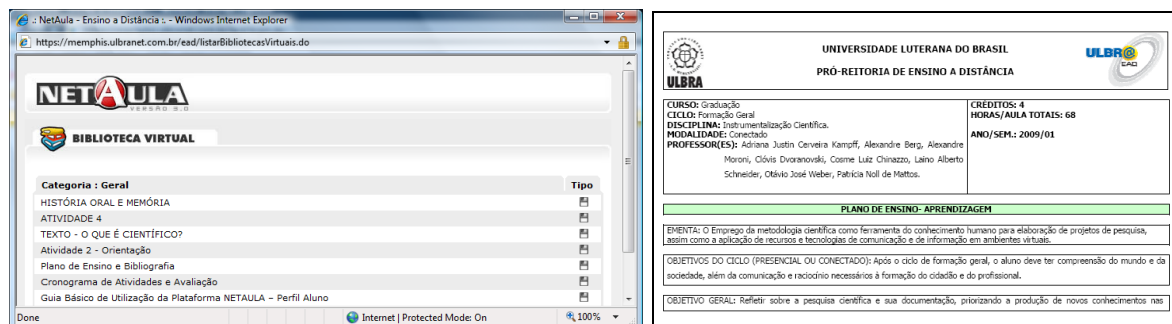 .: NetAula - Ensino a Distância :. - Windows Internet Explorer
https://memphis.ulbranet.com.br/ead/listarBibliotecasVirtuais.do
NETAULA
VERSÃO 3.0
BIBLIOTECA VIRTUAL
Categoria : Geral Tipo
HISTÓRIA ORAL E MEMÓRIA
ATIVIDADE 4
TEXTO - O QUE É CIENTÍFICO?
Atividade 2 - Orientação
Plano de Ensino e Bibliografia
Cronograma de Atividades e Avaliação
Guia Básico de Utilização da Plataforma NETAULA – Perfil Aluno
Done Internet | Protected Mode: On 100%
ULBRA
UNIVERSIDADE LUTERANA DO BRASIL
PRÓ-REITORIA DE ENSINO A DISTÂNCIA
ULBR@
EAD
CURSO: Graduação
CICLO: Formação Geral
DISCIPLINA: Instrumentalização Científica.
MODALIDADE: Conectado
PROFESSOR(ES): Adriana Justin Cerveira Kampff, Alexandre Berg, Alexandre
Moroni, Clóvis Dvoranovski, Cosme Luiz Chinazzo, Laino Alberto
Schneider, Otávio José Weber, Patrícia Noll de Mattos.
CRÉDITOS: 4
HORAS/AULA TOTAIS: 68
ANO/SEM.: 2009/01
PLANO DE ENSINO- APRENDIZAGEM
EMENTA: O Emprego da metodologia científica como ferramenta do conhecimento humano para elaboração de projetos de pesquisa,
assim como a aplicação de recursos e tecnologias de comunicação e de informação em ambientes virtuais.
OBJETIVOS DO CICLO (PRESENCIAL OU CONECTADO): Após o ciclo de formação geral, o aluno deve ter compreensão do mundo e da
sociedade, além da comunicação e raciocínio necessários à formação do cidadão e do profissional.
OBJETIVO GERAL: Refletir sobre a pesquisa científica e sua documentação, priorizando a produção de novos conhecimentos nas